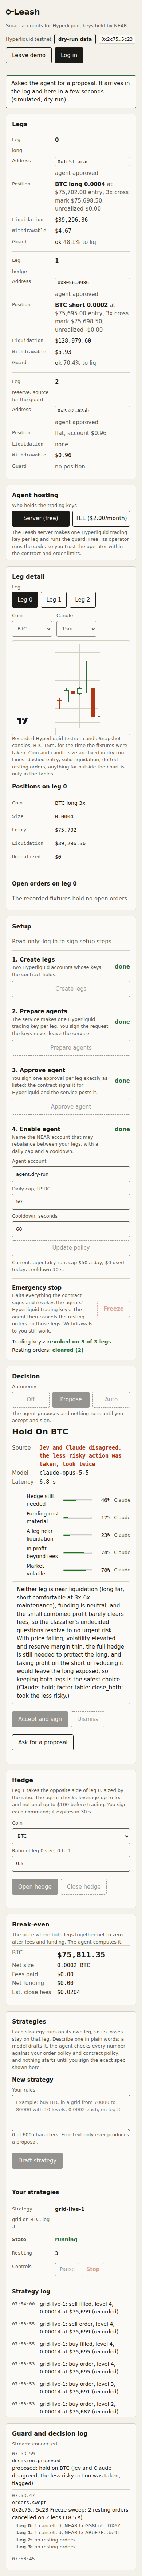 Leash
Smart accounts for Hyperliquid, keys held by NEAR
Hyperliquid testnet
dry-run data
0x2c75…5c23
Leave demo
Log in
Asked the agent for a proposal. It arrives
in the log and here in a few seconds
(simulated, dry-run).
Legs
Leg
0
long
Address
0xfc5f…acac
agent approved
Position
BTC long 0.0004 at
$75,702.00 entry, 3x cross
mark $75,698.50,
unrealized $0.00
Liquidation
$39,296.36
Withdrawable
$4.67
Guard
ok 48.1% to liq
Leg
1
hedge
Address
0x8056…9986
agent approved
Position
BTC short 0.0002 at
$75,695.00 entry, 3x cross
mark $75,698.50,
unrealized -$0.00
Liquidation
$128,979.60
Withdrawable
$5.93
Guard
ok 70.4% to liq
Leg
2
reserve, source
for the guard
Address
0x2a32…62ab
agent approved
Position
flat, account $0.96
Liquidation
none
Withdrawable
$0.96
Guard
no position
Agent hosting
Who holds the trading keys
Server (free)
TEE ($2.00/month)
The Leash server makes one Hyperliquid trading
key per leg and runs the guard. Free. Its operator
runs the code, so you trust the operator within
the contract and order limits.
Leg detail
Leg
Leg 0
Leg 1
Leg 2
Coin
Candle
BTC
15m
Recorded Hyperliquid testnet candleSnapshot
candles, BTC 15m, for the time the fixtures were
taken. Coin and candle size are fixed in dry-run.
Lines: dashed entry, solid liquidation, dotted
resting orders; anything far outside the chart is
only in the tables.
Positions on leg 0
Coin
BTC long 3x
Size
0.0004
Entry
$75,702
Liquidation
$39,296.36
Unrealized
$0
Open orders on leg 0
The recorded fixtures hold no open orders.
Setup
Read-only: log in to sign setup steps.
1. Create legs
Two Hyperliquid accounts whose keys
the contract holds.
done
Create legs
2. Prepare agents
The service makes one Hyperliquid
trading key per leg. You sign the request,
the keys never leave the service.
done
Prepare agents
3. Approve agent
You sign one approval per leg exactly as
listed; the contract signs it for
Hyperliquid and the service posts it.
done
Approve agent
4. Enable agent
Name the NEAR account that may
rebalance between your legs, with a
daily cap and a cooldown.
done
Agent account
agent.dry-run
Daily cap, USDC
50
Cooldown, seconds
60
Update policy
Current: agent.dry-run, cap $50 a day, $0 used
today, cooldown 30 s.
Emergency stop
Halts everything the contract
signs and revokes the agents'
Hyperliquid trading keys. The
agent then cancels the resting
orders on those legs. Withdrawals
to you still work.
Freeze
Trading keys: revoked on 3 of 3 legs
Resting orders: cleared (2)
Decision
Autonomy
Off
Propose
Auto
The agent proposes and nothing runs until you
accept and sign.
Hold On BTC
Source
Jev and Claude disagreed,
the less risky action was
taken, look twice
Model
claude-opus-5-5
Latency
6.8 s
Hedge still
needed
46%
Claude
Funding cost
material
17%
Claude
A leg near
liquidation
23%
Claude
In profit
beyond fees
74%
Claude
Market
volatile
78%
Claude
Neither leg is near liquidation (long far,
short comfortable at 3x-6x
maintenance), funding is neutral, and
the small combined profit barely clears
fees, so the classifier's undecided
questions resolve to no urgent risk.
With price falling, volatility elevated
and reserve margin thin, the full hedge
is still needed to protect the long, and
taking profit on the short or reducing it
would leave the long exposed, so
keeping both legs is the safer choice.
(Claude: hold; factor table: close_both;
took the less risky.)
Accept and sign
Dismiss
Ask for a proposal
Hedge
Leg 1 takes the opposite side of leg 0, sized by
the ratio. The agent checks leverage up to 5x
and notional up to $100 before trading. You sign
each command; it expires in 30 s.
Coin
BTC
Ratio of leg 0 size, 0 to 1
0.5
Open hedge
Close hedge
Break-even
The price where both legs together net to zero
after fees and funding. The agent computes it.
BTC
$75,811.35
Net size
0.0002 BTC
Fees paid
$0.00
Net funding
$0.00
Est. close fees
$0.0204
Strategies
Each strategy runs on its own leg, so its losses
stay on that leg. Describe one in plain words; a
model drafts it, the agent checks every number
against your order policy and contract policy,
and nothing starts until you sign the exact spec
shown here.
New strategy
Your rules
Example: buy BTC in a grid from 70000 to
80000 with 10 levels, 0.0002 each, on leg 3
0 of 600 characters. Free text only ever produces
a proposal.
Draft strategy
Your strategies
Strategy
grid-live-1
grid on BTC, leg
3
State
running
Resting
3
Controls
Pause
Stop
Strategy log
07:54:00
grid-live-1: sell filled, level 4,
0.00014 at $75,699 (recorded)
07:53:55
grid-live-1: sell order, level 4,
0.00014 at $75,699 (recorded)
07:53:55
grid-live-1: buy filled, level 4,
0.00014 at $75,695 (recorded)
07:53:53
grid-live-1: buy order, level 4,
0.00014 at $75,695 (recorded)
07:53:53
grid-live-1: buy order, level 3,
0.00014 at $75,691 (recorded)
07:53:53
grid-live-1: buy order, level 2,
0.00014 at $75,687 (recorded)
Guard and decision log
Stream: connected
07:53:59
decision.proposed
proposed: hold on BTC (Jev and Claude
disagreed, the less risky action was taken,
flagged)
07:53:47
orders.swept
0x2c75…5c23 Freeze sweep: 2 resting orders
cancelled on 2 legs (18.5 s)
Leg 0: 1 cancelled, NEAR tx
Leg 1: 1 cancelled, NEAR tx
Leg 2: no resting orders
Leg 3: no resting orders
07:53:45